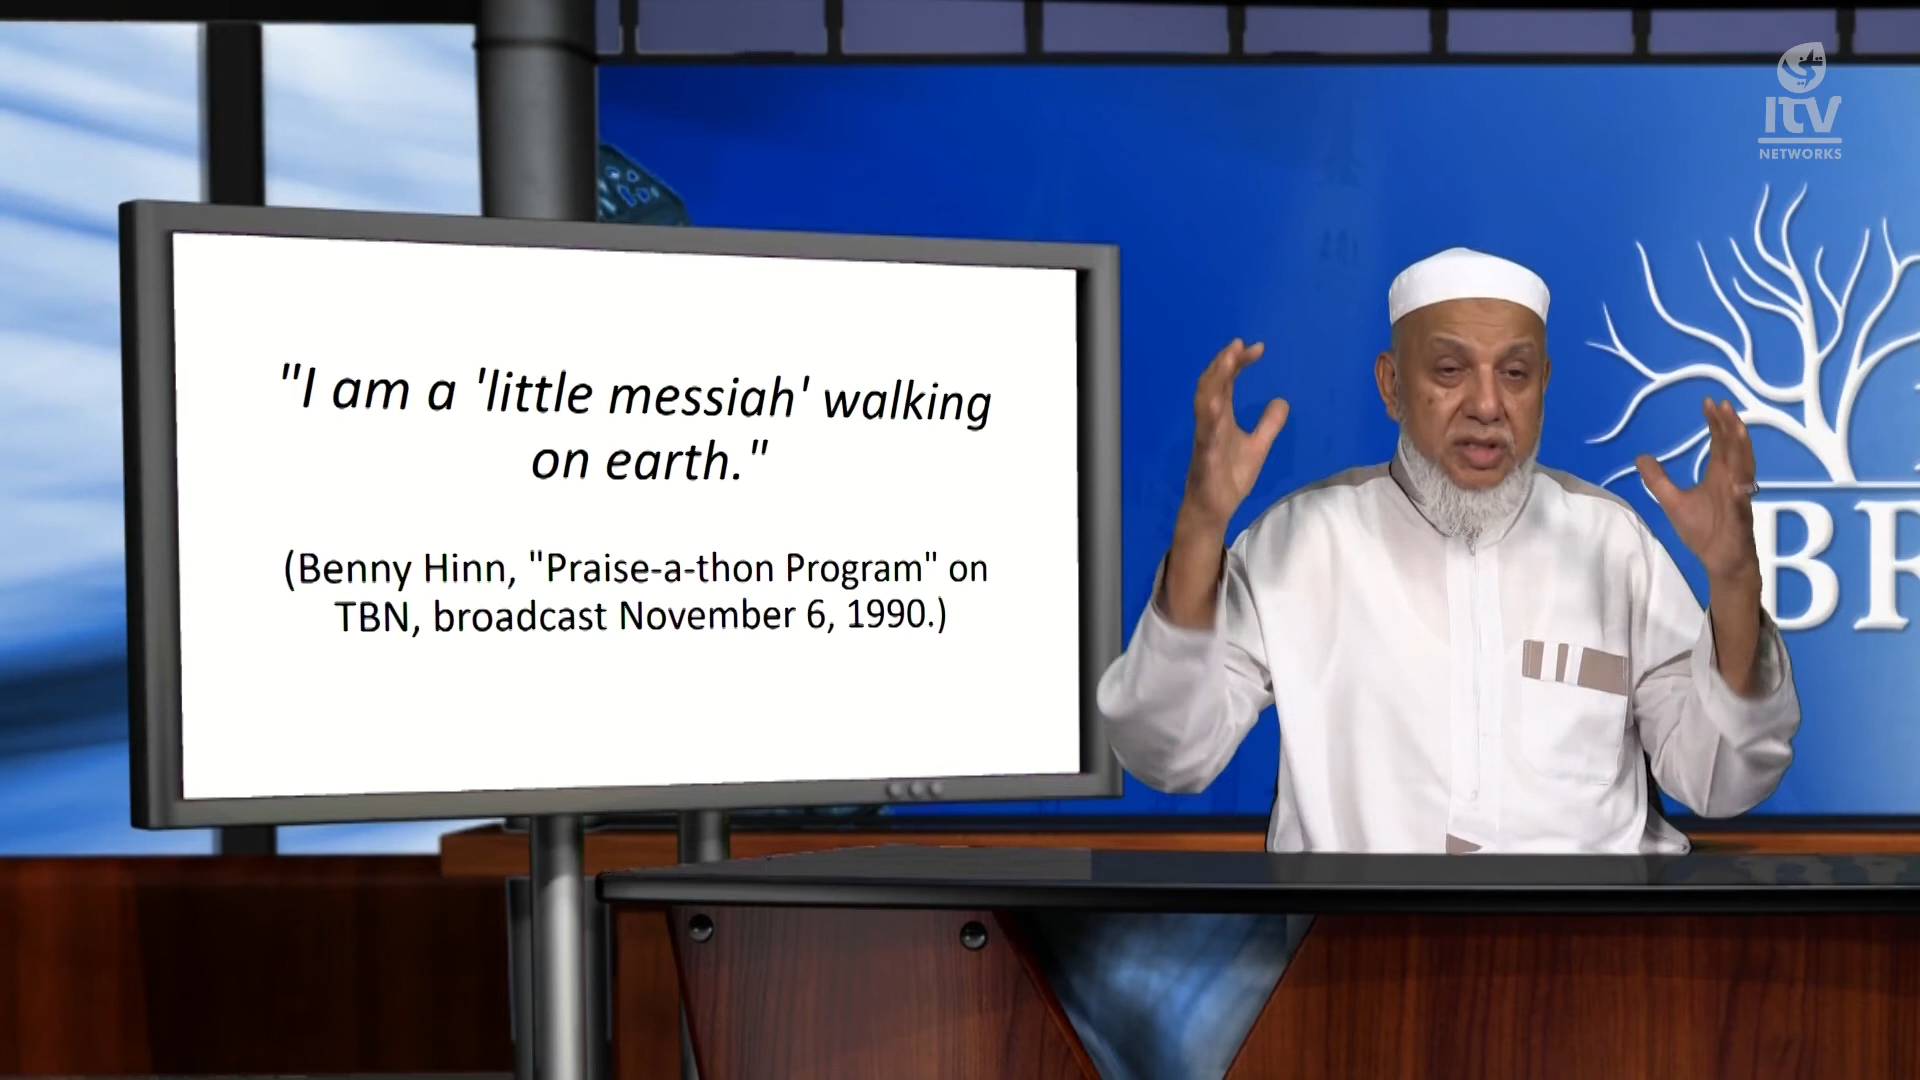 "I am a 'little messiah' walking
on earth."
(Benny Hinn, "Praise-a-thon Program" on
TBN, broadcast November 6, 1990.)
ITV
NETWORKS
BR